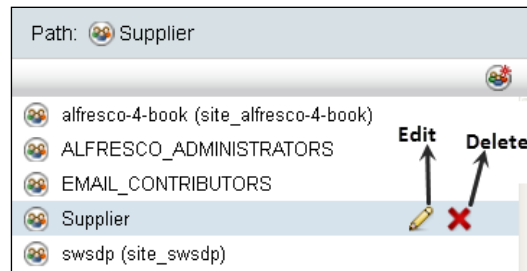 Path: Supplier
alfresco-4-book (site_alfresco-4-book)
ALFRESCO_ADMINISTRATORS
Edit
Delete
EMAIL_CONTRIBUTORS
Supplier
swsdp (site_swsdp)